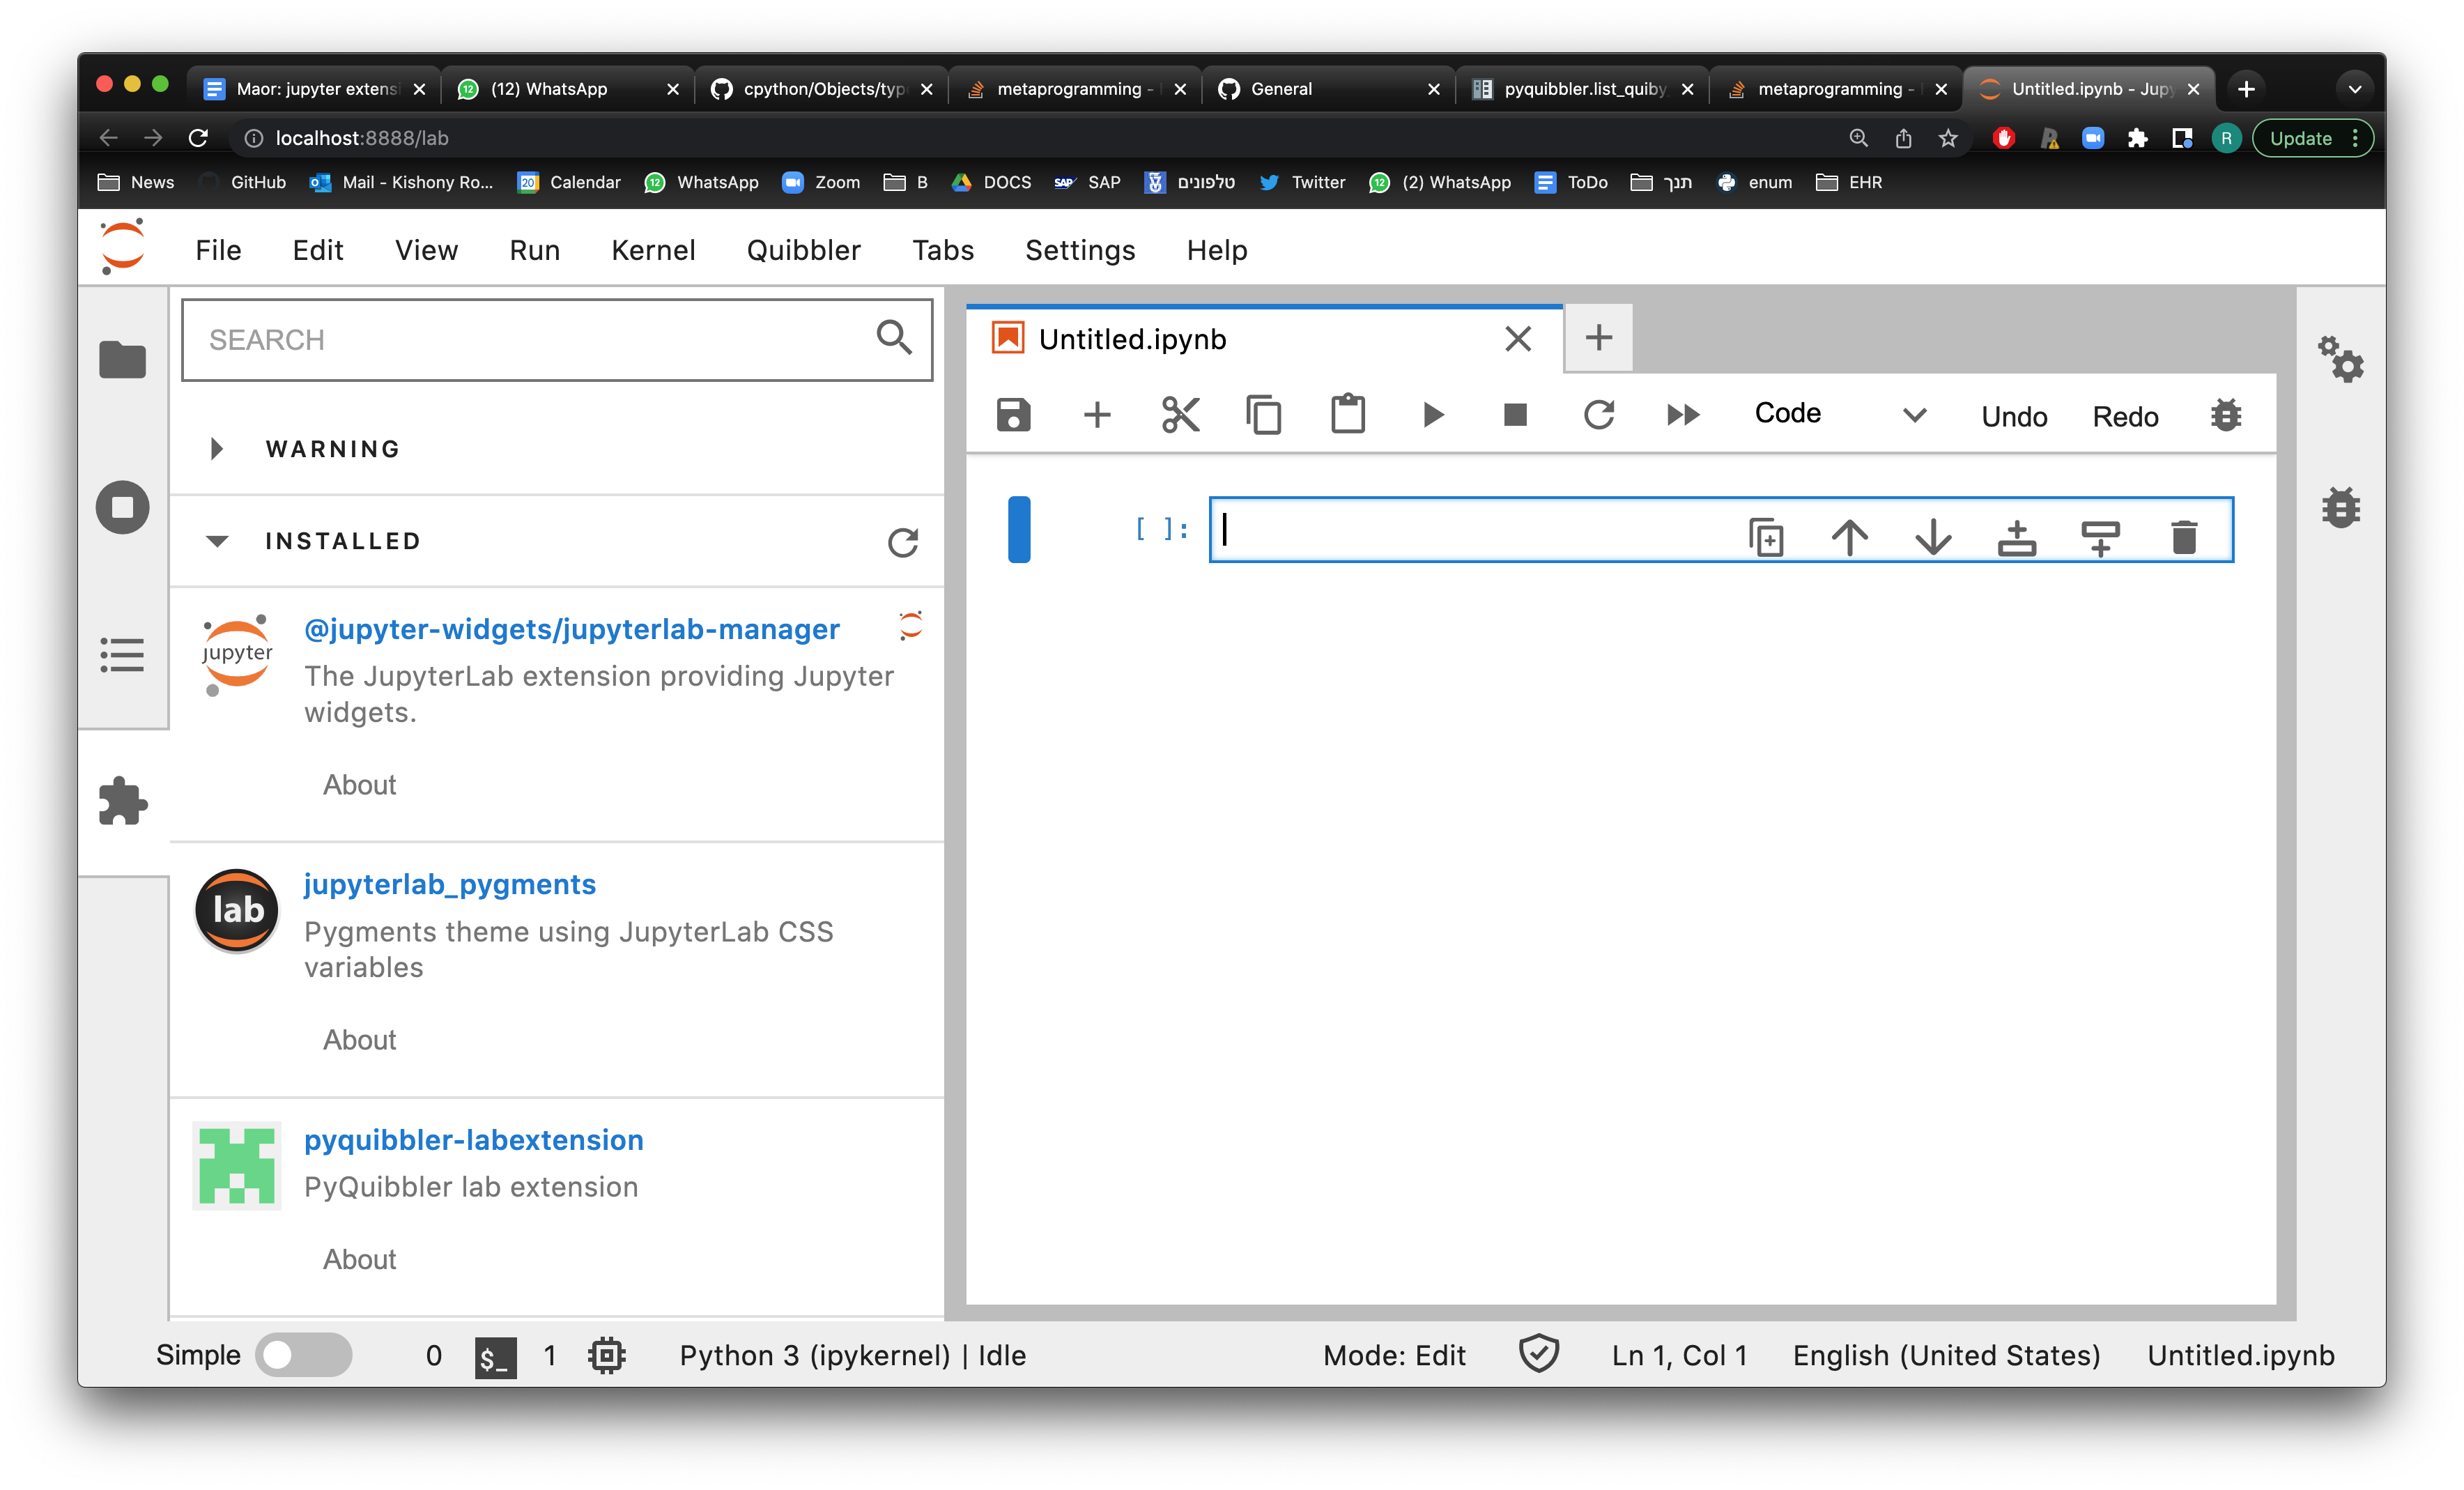 Maor: jupyter extens
(12) WhatsApp
cpython/Objects/typ
metaprogramming -
General
pyquibbler.list_quiby
metaprogramming -
Untitled.ipynb - Jupy
localhost:8888/lab
R
Update
News
GitHub
Mail - Kishony Ro...
20
Calendar
12
WhatsApp
Zoom
B
DOCS
SAP
SAP
טלפונים
Twitter
12
(2) WhatsApp
ToDo
תנך
enum
EHR
File Edit View Run Kernel Quibbler Tabs Settings Help
SEARCH
Untitled.ipynb
Code
Undo Redo
WARNING
INSTALLED
[ ]:
jupyter
@jupyter-widgets/jupyterlab-manager
The JupyterLab extension providing Jupyter
widgets.
About
lab
jupyterlab_pygments
Pygments theme using JupyterLab CSS
variables
About
pyquibbler-labextension
PyQuibbler lab extension
About
Simple 0 $_ 1 Python 3 (ipykernel) | Idle Mode: Edit Ln 1, Col 1 English (United States) Untitled.ipynb